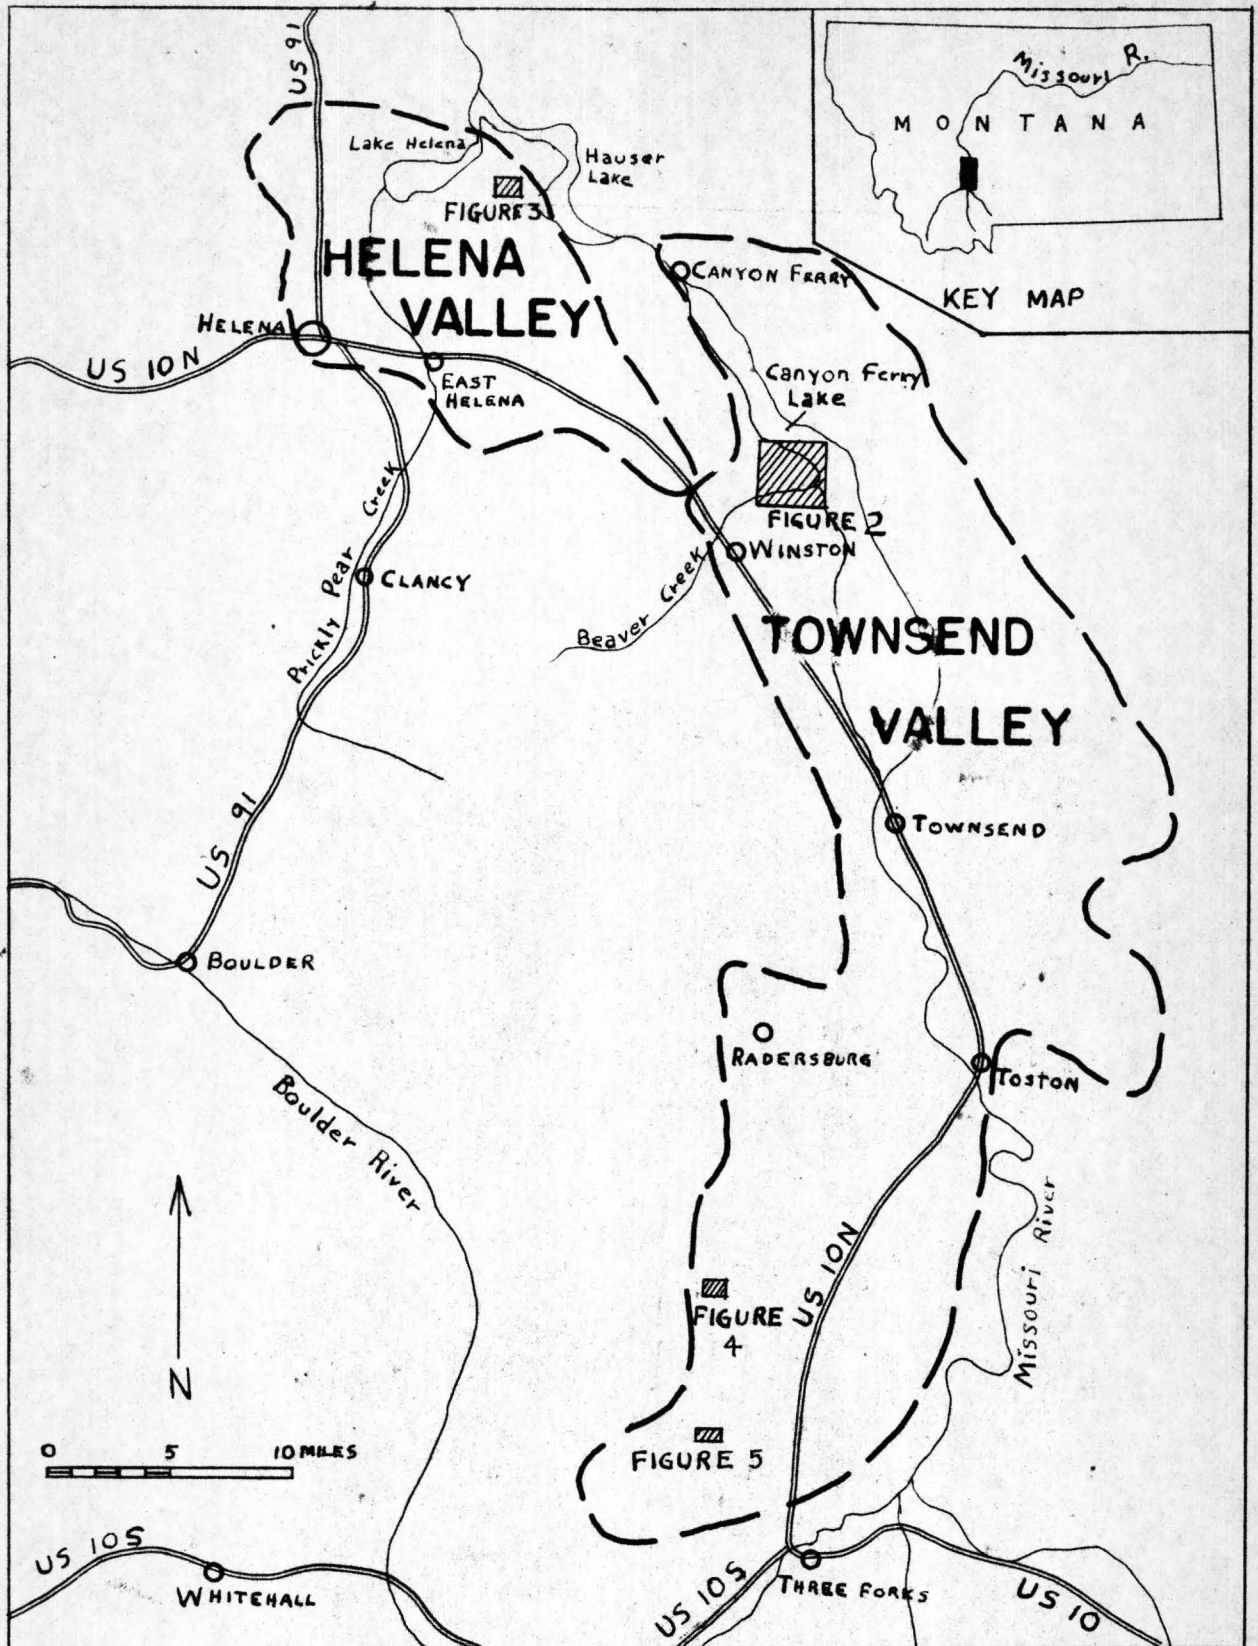 US 91
Missouri R.
MONTANA
KEY MAP
Lake Helena
Hauser
Lake
FIGURE 3
HELENA
VALLEY
CANYON FERRY
HELENA
US 10N
EAST
HELENA
Canyon Ferry
Lake
FIGURE 2
WINSTON
Prickly Pear Creek
CLANCY
Beaver Creek
TOWNSEND
VALLEY
US 91
TOWNSEND
BOULDER
RADERSBURG
TOSTON
Boulder River
Missouri River
US 10N
FIGURE
4
N
0 5 10 MILES
FIGURE 5
US 10S
WHITEHALL
US 10S
THREE FORKS
US 10